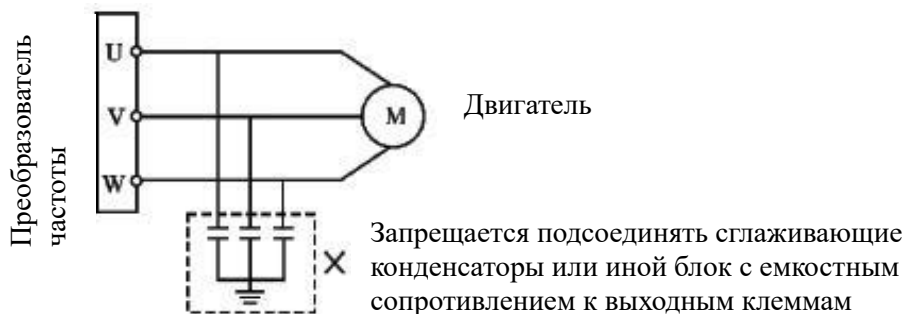 Преобразователь
частоты
U
V
W
M
Двигатель
Запрещается подсоединять сглаживающие
конденсаторы или иной блок с емкостным
сопротивлением к выходным клеммам